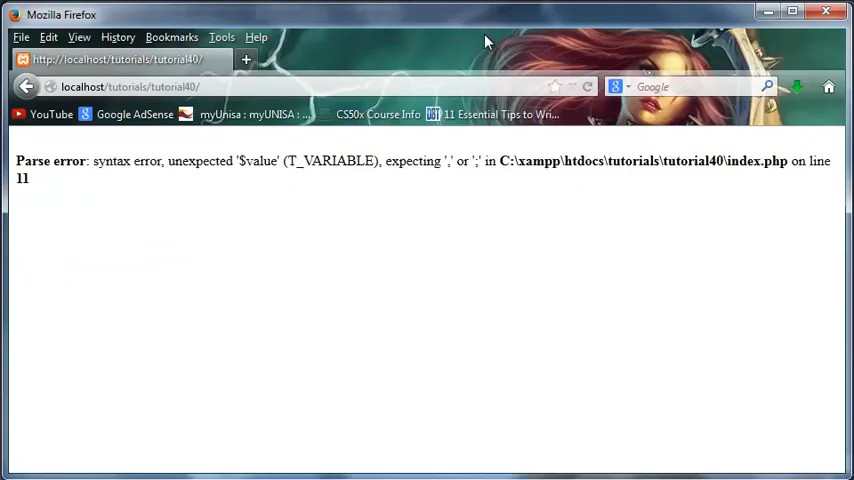 Mozilla Firefox
File Edit View History Bookmarks Tools Help
http://localhost/tutorials/tutorial40/ +
localhost/tutorials/tutorial40/ Google
YouTube Google AdSense myUnisa : myUNISA : ... CS50x Course Info 11 Essential Tips to Wri...
Parse error: syntax error, unexpected '$value' (T_VARIABLE), expecting ',' or ';' in C:\xampp\htdocs\tutorials\tutorial40\index.php on line
11